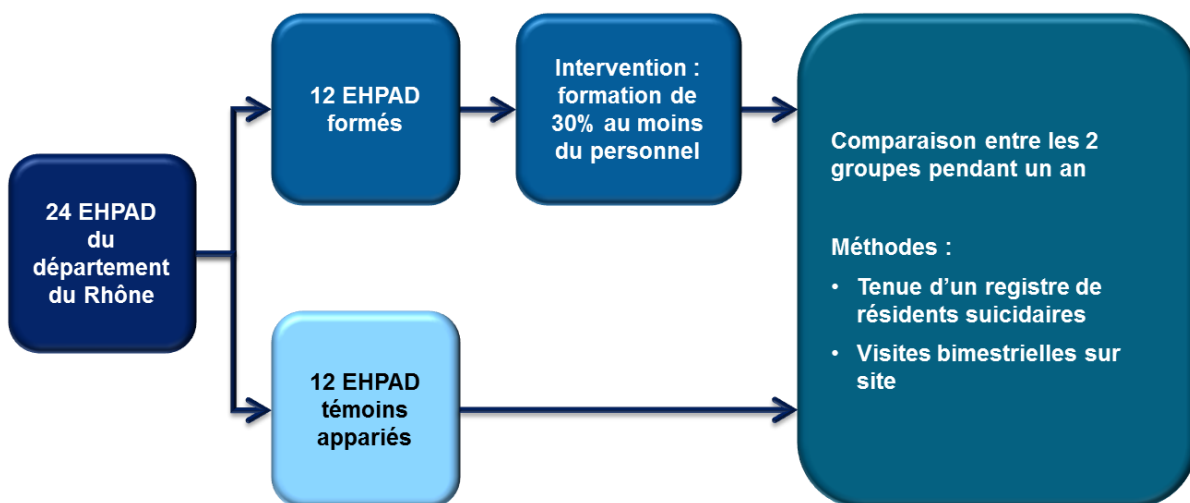 24 EHPAD
du
département
du Rhône
12 EHPAD
formés
Intervention :
formation de
30% au moins
du personnel
12 EHPAD
témoins
appariés
Comparaison entre les 2
groupes pendant un an
Méthodes :
• Tenue d’un registre de
résidents suicidaires
• Visites bimestrielles sur
site